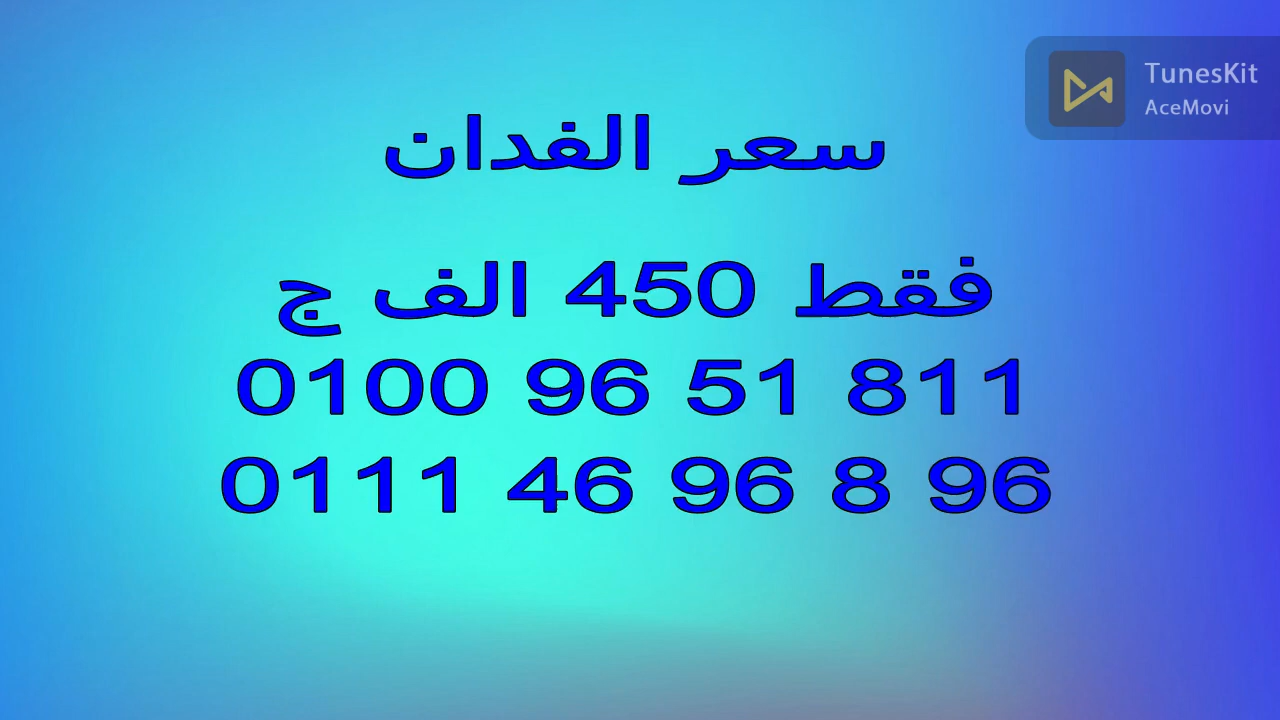 TunesKit
AceMovi
سعر الفدان
فقط 450 الف ج
0100 96 51 811
0111 46 96 8 96